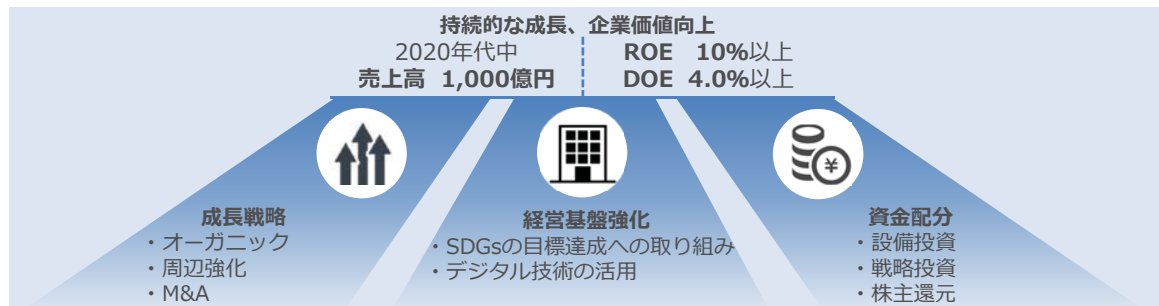 持続的な成長、企業価値向上
2020年代中
売上高 1,000億円
ROE 10%以上
DOE 4.0%以上
成長戦略
・オーガニック
・周辺強化
・M&A
経営基盤強化
・SDGsの目標達成への取り組み
・デジタル技術の活用
¥
資金配分
・設備投資
・戦略投資
・株主還元